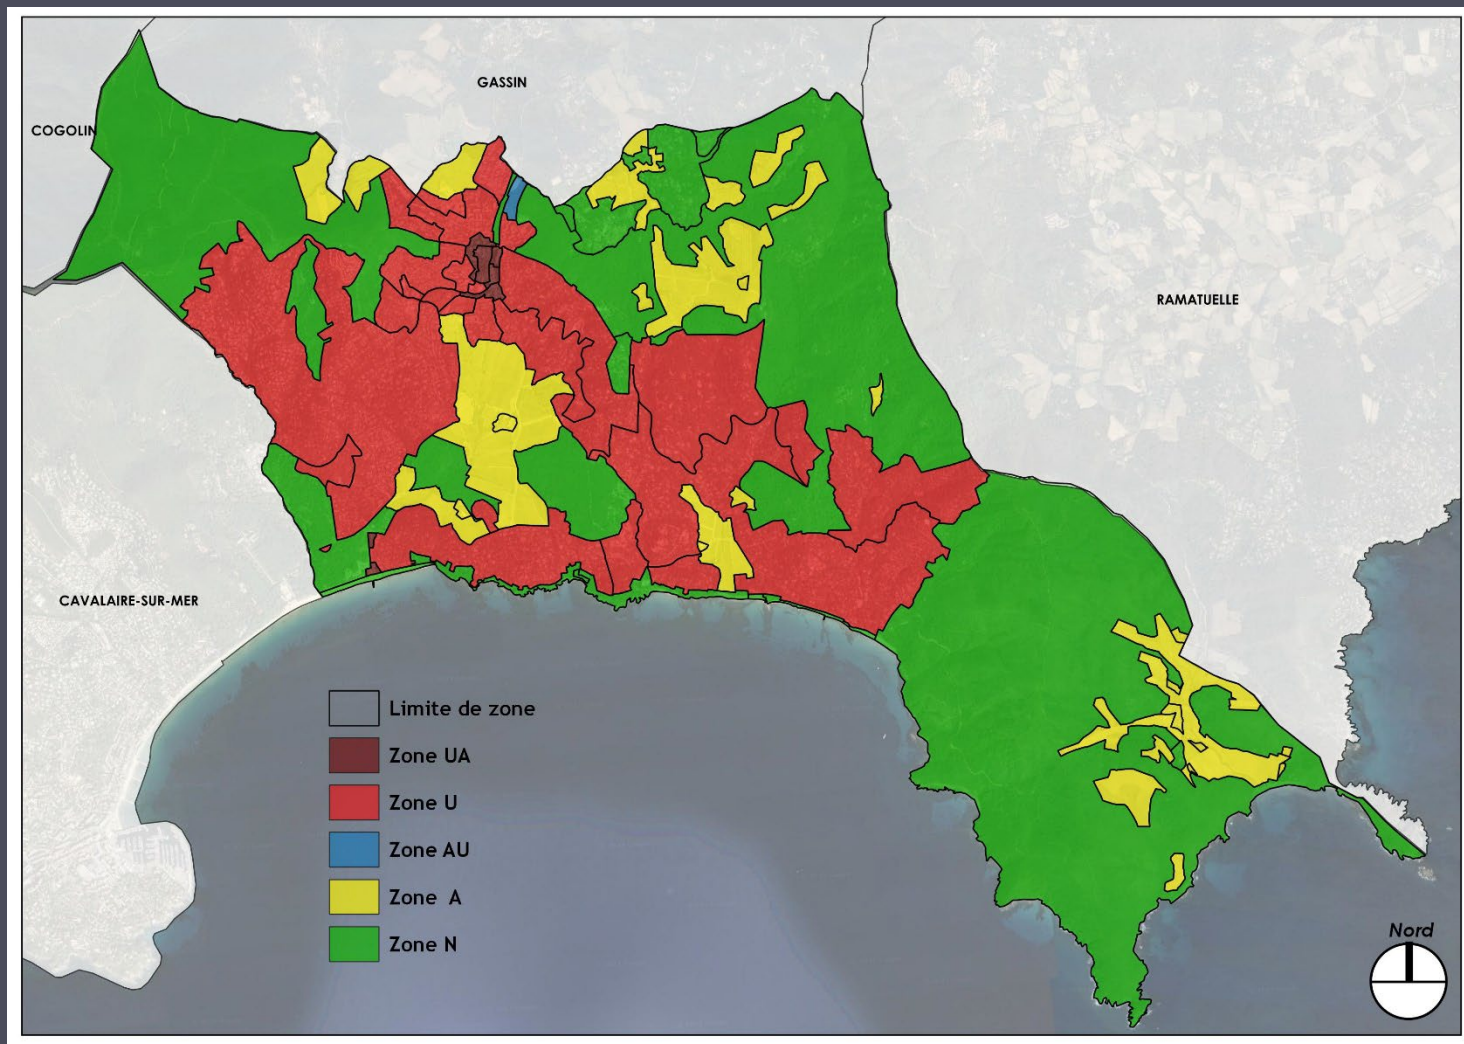 GASSIN
COGOLIN
RAMATUELLE
CAVALAIRE-SUR-MER
Limite de zone
Zone UA
Zone U
Zone AU
Zone A
Zone N
Nord